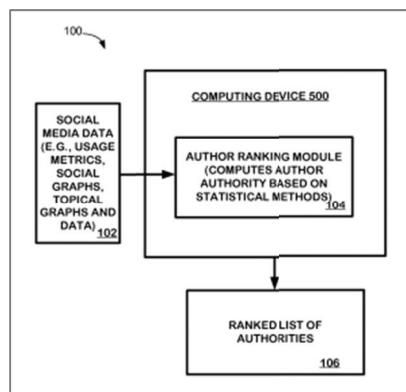 100
COMPUTING DEVICE 500
SOCIAL
MEDIA DATA
(E.G., USAGE
METRICS,
SOCIAL
GRAPHS,
TOPICAL
GRAPHS AND
DATA) 102
AUTHOR RANKING MODULE
(COMPUTES AUTHOR
AUTHORITY BASED ON
STATISTICAL METHODS)
104
RANKED LIST OF
AUTHORITIES
106